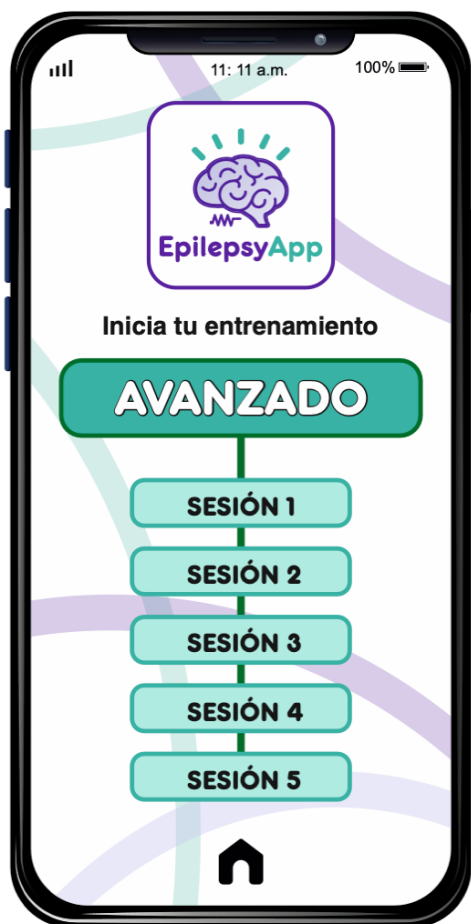 11: 11 a.m. 100%
EpilepsyApp
Inicia tu entrenamiento
AVANZADO
SESIÓN 1
SESIÓN 2
SESIÓN 3
SESIÓN 4
SESIÓN 5